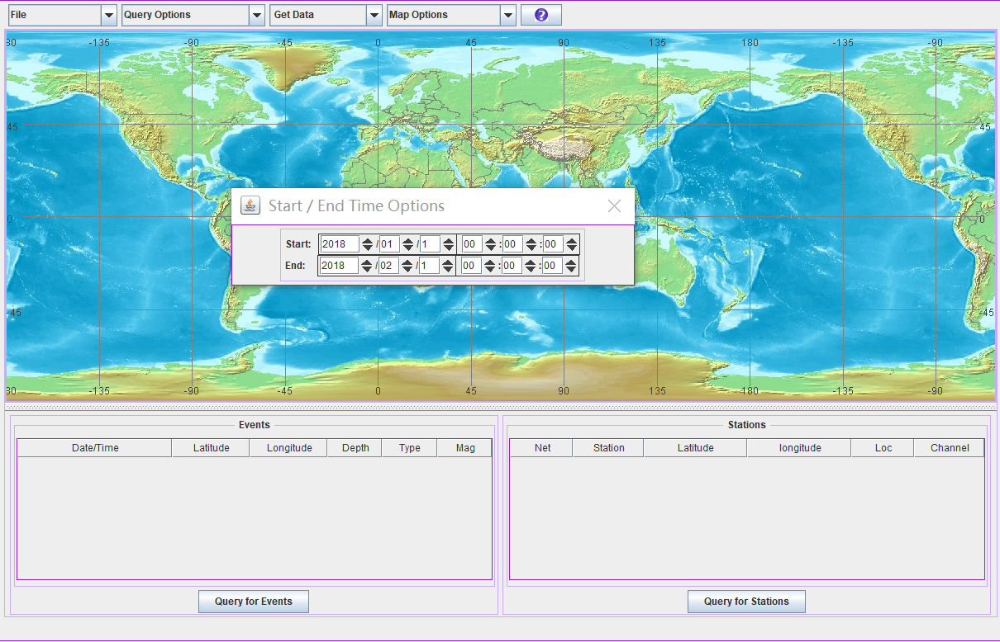 File Query Options Get Data Map Options ?
80 -135 -90 -45 0 45 90 135 180 -135 -90
45 45
Start / End Time Options
0 0
Start: 2018 / 01 / 1 00 : 00 : 00
End: 2018 / 02 / 1 00 : 00 : 00
-45 -45
80 -135 -90 -45 0 45 90 135 180 -135 -90
Events Stations
Date/Time Latitude Longitude Depth Type Mag Net Station Latitude longitude Loc Channel
Query for Events Query for Stations